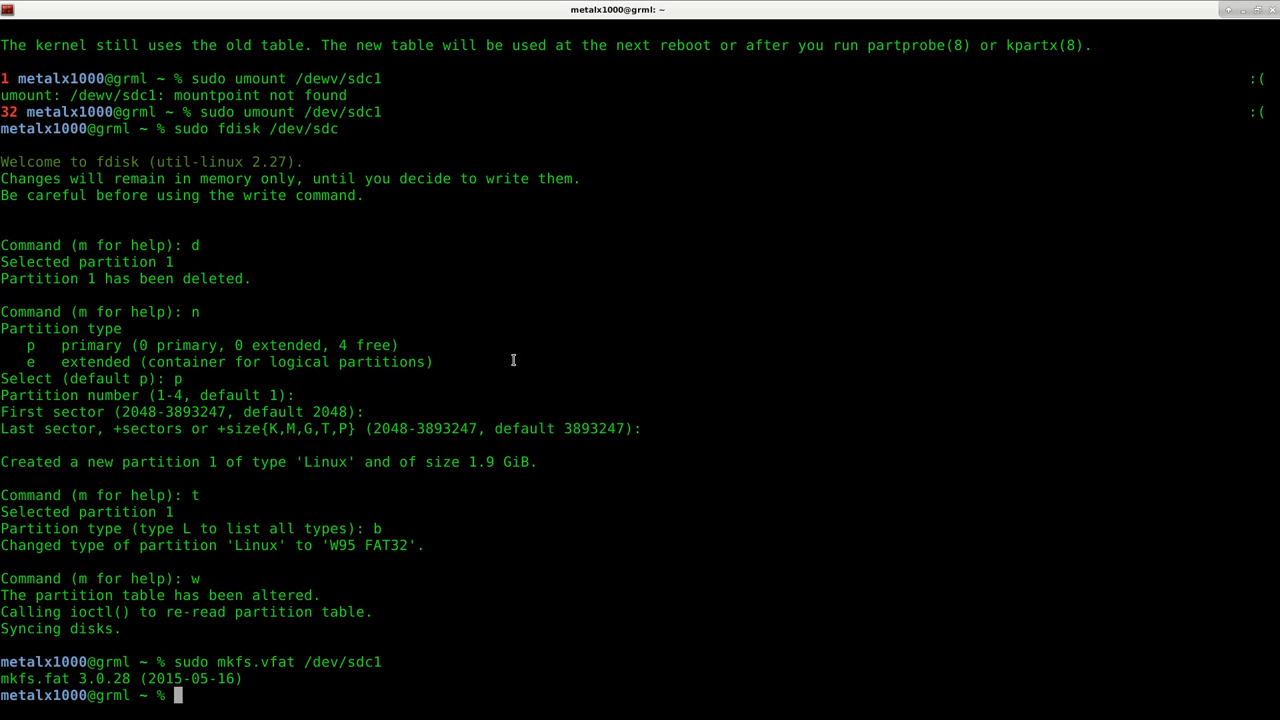 metalx1000@grml: ~
The kernel still uses the old table. The new table will be used at the next reboot or after you run partprobe(8) or kpartx(8).
1 metalx1000@grml ~ % sudo umount /dewv/sdc1 :(
umount: /dewv/sdc1: mountpoint not found
32 metalx1000@grml ~ % sudo umount /dev/sdc1 :(
metalx1000@grml ~ % sudo fdisk /dev/sdc
Welcome to fdisk (util-linux 2.27).
Changes will remain in memory only, until you decide to write them.
Be careful before using the write command.
Command (m for help): d
Selected partition 1
Partition 1 has been deleted.
Command (m for help): n
Partition type
p   primary (0 primary, 0 extended, 4 free)
e   extended (container for logical partitions)
Select (default p): p
Partition number (1-4, default 1):
First sector (2048-3893247, default 2048):
Last sector, +sectors or +size{K,M,G,T,P} (2048-3893247, default 3893247):
Created a new partition 1 of type 'Linux' and of size 1.9 GiB.
Command (m for help): t
Selected partition 1
Partition type (type L to list all types): b
Changed type of partition 'Linux' to 'W95 FAT32'.
Command (m for help): w
The partition table has been altered.
Calling ioctl() to re-read partition table.
Syncing disks.
metalx1000@grml ~ % sudo mkfs.vfat /dev/sdc1
mkfs.fat 3.0.28 (2015-05-16)
metalx1000@grml ~ %